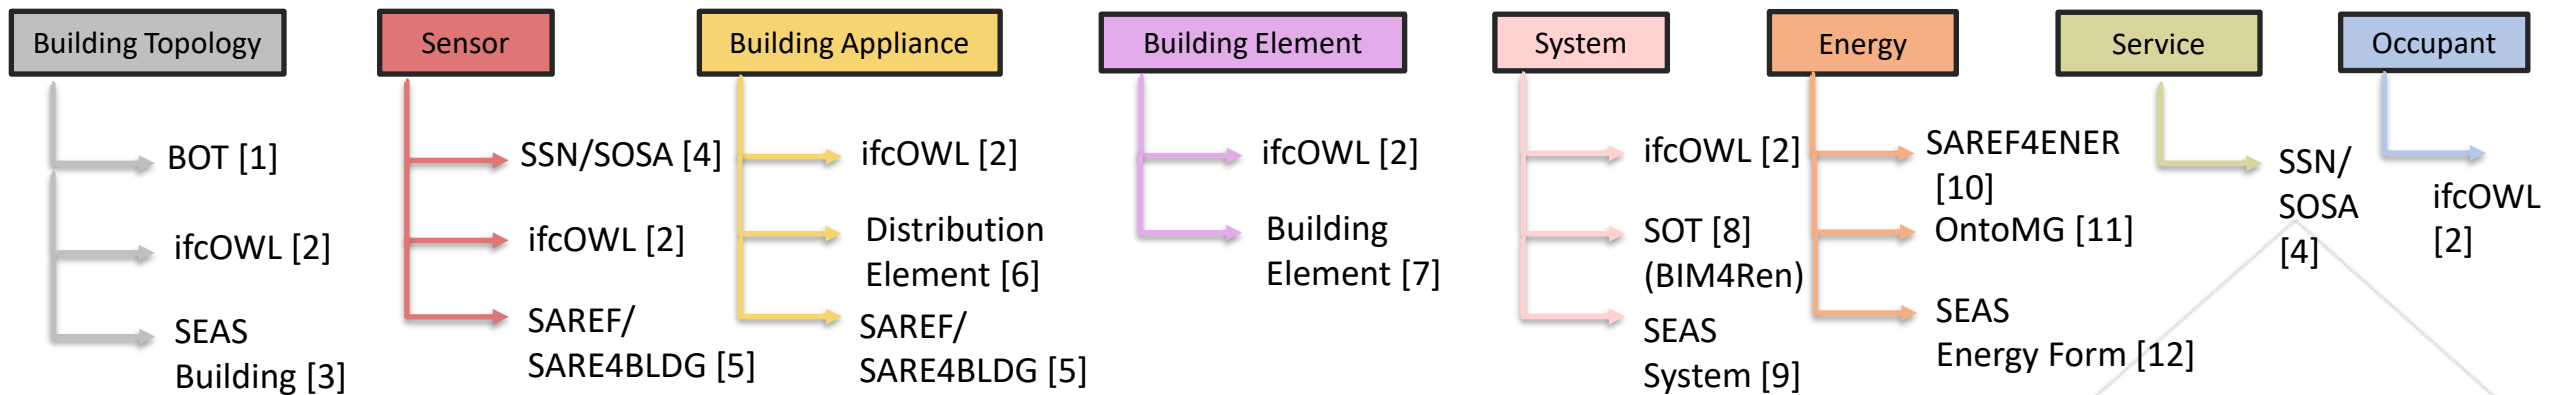 Building Topology
BOT [1]
ifcOWL [2]
SEAS
Building [3]
Sensor
SSN/SOSA [4]
ifcOWL [2]
SAREF/
SARE4BLDG [5]
Building Appliance
ifcOWL [2]
Distribution
Element [6]
SAREF/
SARE4BLDG [5]
Building Element
ifcOWL [2]
Building
Element [7]
System
ifcOWL [2]
SOT [8]
(BIM4Ren)
SEAS
System [9]
Energy
SAREF4ENER
[10]
OntoMG [11]
SEAS
Energy Form [12]
Service
SSN/
SOSA
[4]
Occupant
ifcOWL
[2]